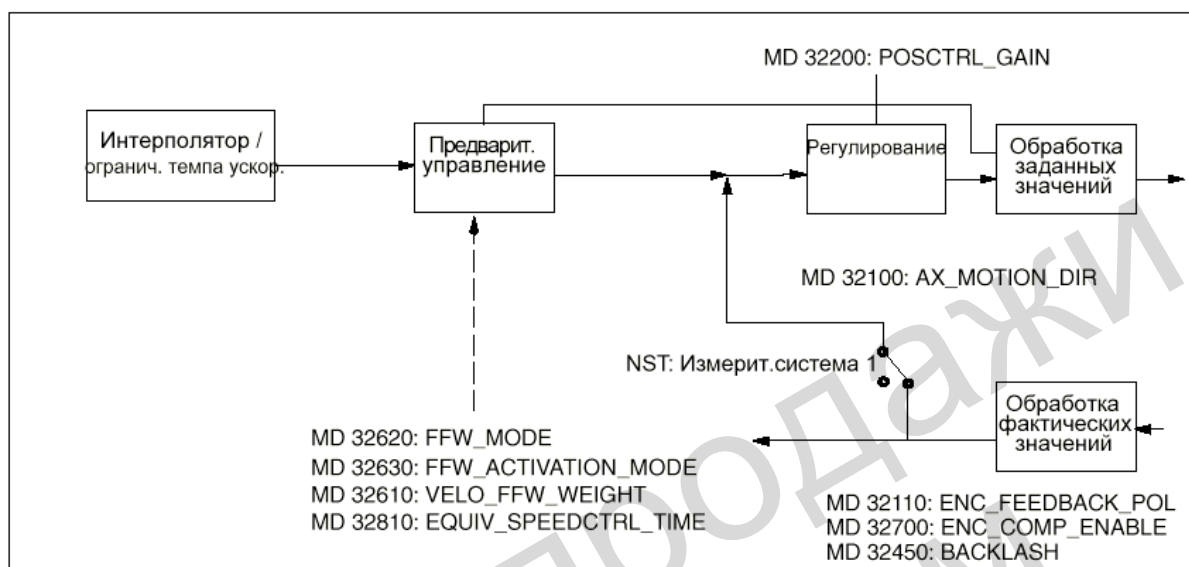 MD 32200: POSCTRL_GAIN
Интерполятор /
огранич. темпа ускор.
Предварит.
управление
Регулирование
Обработка
заданных
значений
MD 32100: AX_MOTION_DIR
NST: Измерит.система 1
Обработка
фактических
значений
MD 32620: FFW_MODE
MD 32630: FFW_ACTIVATION_MODE
MD 32610: VELO_FFW_WEIGHT
MD 32810: EQUIV_SPEEDCTRL_TIME
MD 32110: ENC_FEEDBACK_POL
MD 32700: ENC_COMP_ENABLE
MD 32450: BACKLASH
продажи